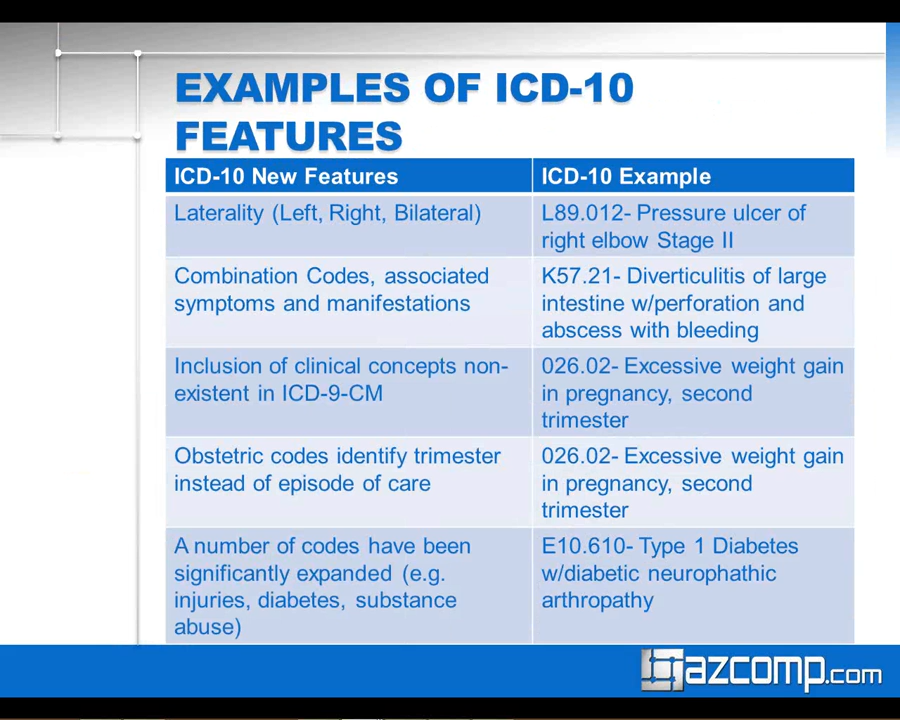 EXAMPLES OF ICD-10
FEATURES
ICD-10 New Features
ICD-10 Example
Laterality (Left, Right, Bilateral)
L89.012- Pressure ulcer of
right elbow Stage II
Combination Codes, associated
symptoms and manifestations
K57.21- Diverticulitis of large
intestine w/perforation and
abscess with bleeding
Inclusion of clinical concepts non-
existent in ICD-9-CM
026.02- Excessive weight gain
in pregnancy, second
trimester
Obstetric codes identify trimester
instead of episode of care
026.02- Excessive weight gain
in pregnancy, second
trimester
A number of codes have been
significantly expanded (e.g.
injuries, diabetes, substance
abuse)
E10.610- Type 1 Diabetes
w/diabetic neurophathic
arthropathy
azcomp.com